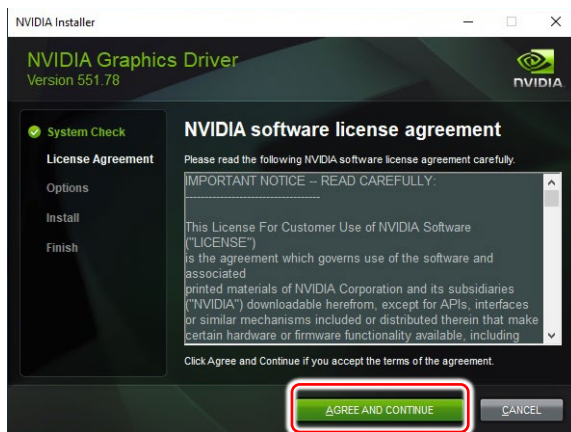 NVIDIA Installer
NVIDIA Graphics Driver
Version 551.78
NVIDIA.
System Check
License Agreement
Options
Install
Finish
NVIDIA software license agreement
Please read the following NVIDIA software license agreement carefully.
IMPORTANT NOTICE -- READ CAREFULLY:
-----------------------------------
This License For Customer Use of NVIDIA Software
("LICENSE")
is the agreement which governs use of the software and
associated
printed materials of NVIDIA Corporation and its subsidiaries
("NVIDIA") downloadable herefrom, except for APIs, interfaces
or similar mechanisms included or distributed therein that make
certain hardware or firmware functionality available, including
Click Agree and Continue if you accept the terms of the agreement.
AGREE AND CONTINUE
CANCEL